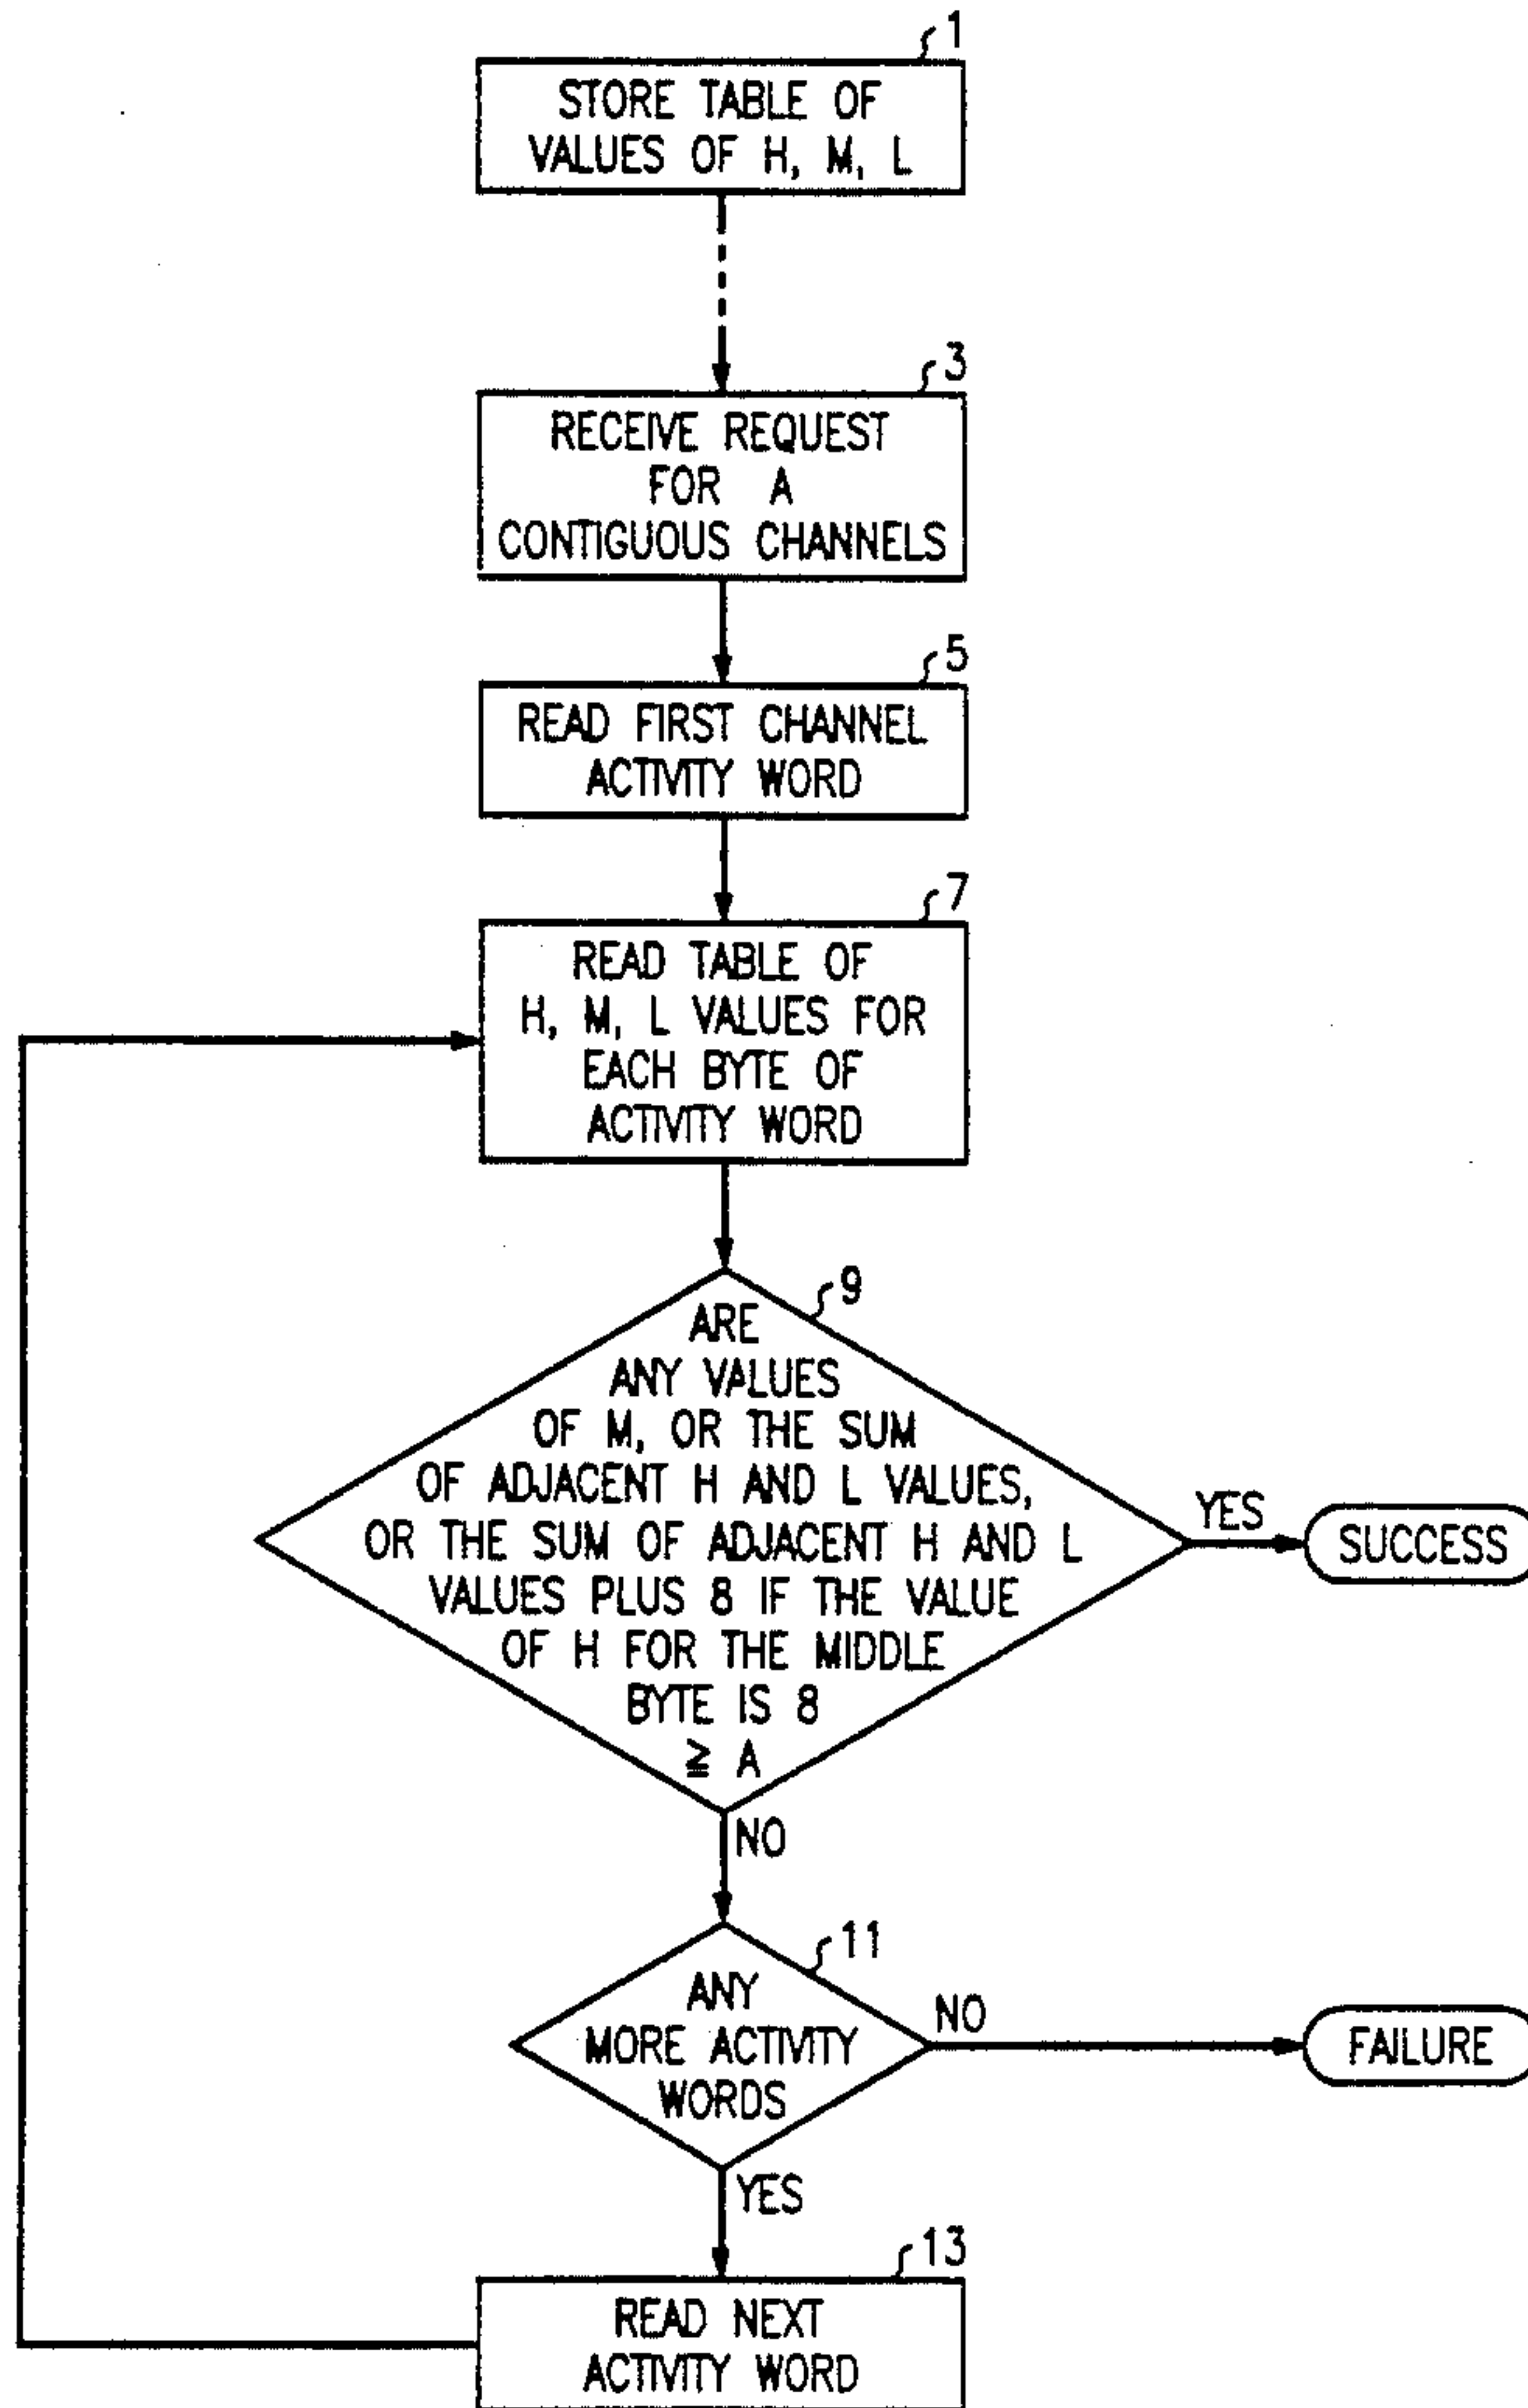 1
STORE TABLE OF
VALUES OF H, M, L
3
RECEIVE REQUEST
FOR A
CONTIGUOUS CHANNELS
5
READ FIRST CHANNEL
ACTIVITY WORD
7
READ TABLE OF
H, M, L VALUES FOR
EACH BYTE OF
ACTIVITY WORD
9
ARE
ANY VALUES
OF M, OR THE SUM
OF ADJACENT H AND L VALUES,
OR THE SUM OF ADJACENT H AND L
VALUES PLUS 8 IF THE VALUE
OF H FOR THE MIDDLE
BYTE IS 8
≧ A
YES
SUCCESS
NO
11
ANY
MORE ACTIVITY
WORDS
NO
FAILURE
YES
13
READ NEXT
ACTIVITY WORD